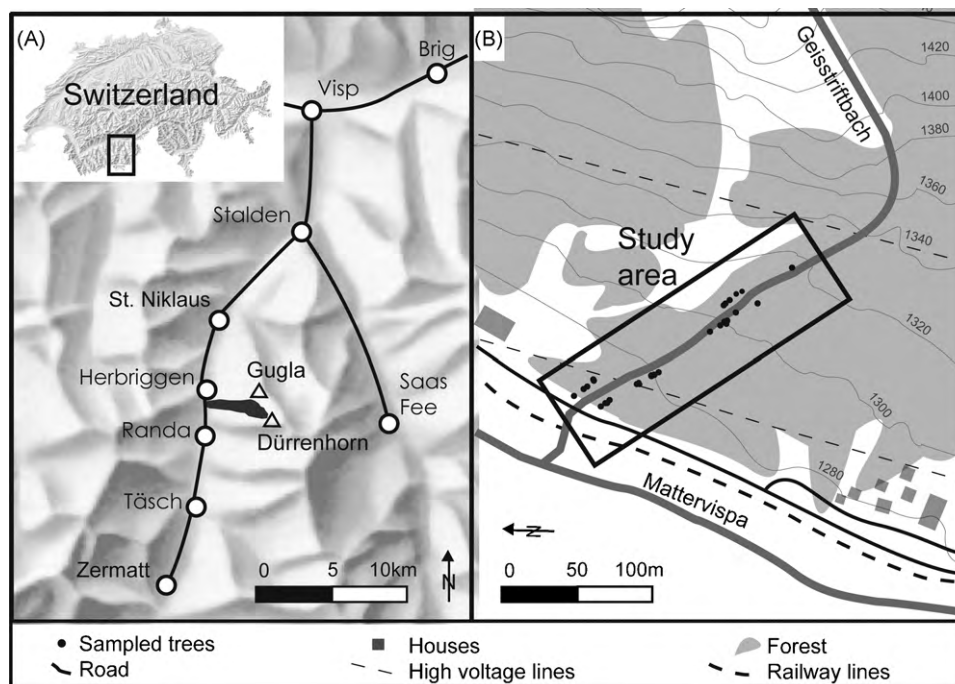 (A)
Switzerland
Brig
Visp
Stalden
St. Niklaus
Herbriggen
Gugla
Saas
Fee
Randa
Dürrenhorn
Täsch
Zermatt
0 5 10km
N
(B)
Geisstriftbach
1420
1400
1380
1360
1340
Study
area
1320
1300
1280
Mattervispa
N
0 50 100m
Sampled trees
Houses
Forest
Road
High voltage lines
Railway lines